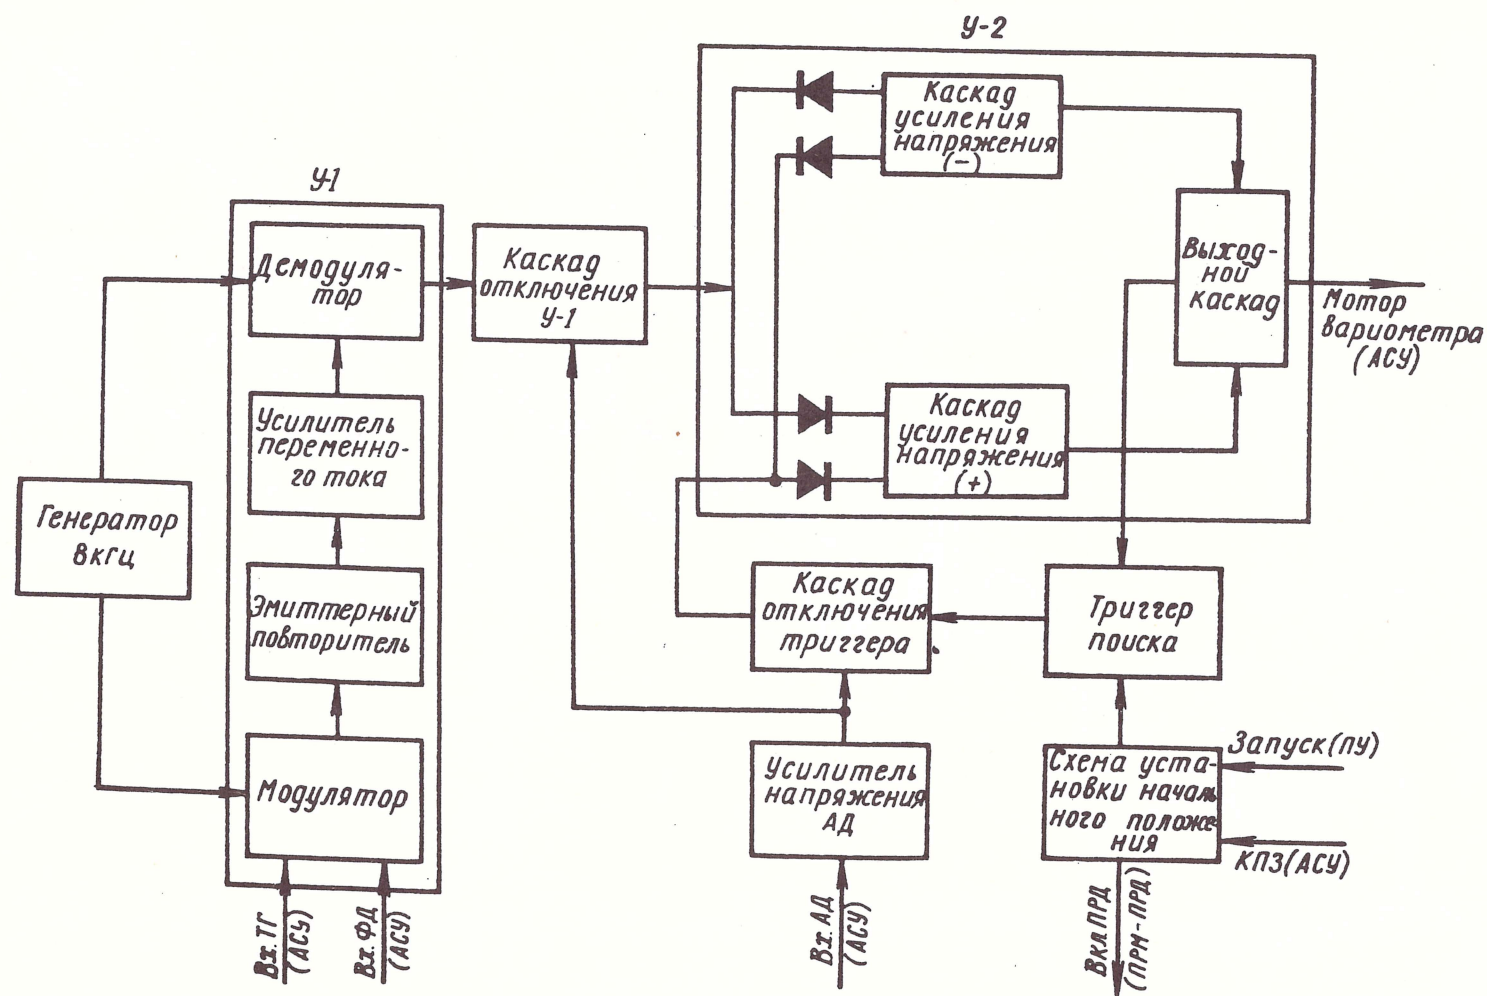 У-2
Каскад
усиления
напряжения
(-)
У-1
Демодуля-
тор
Каскад
отключения
У-1
Выход-
ной
каскад
Мотор
вариометра
(АСУ)
Усилитель
переменно-
го тока
Каскад
усиления
напряжения
(+)
Генератор
8кГц
Эмиттерный
повторитель
Каскад
отключения
триггера
Триггер
поиска
Модулятор
Усилитель
напряжения
АД
Схема уста-
новки началь
ного положе-
ния
Запуск(ПУ)
КПЗ(АСУ)
Вх.ТГ
(АСУ)
Вх.ФД
(АСУ)
Вх.АД
(АСУ)
Вкл ПРД
(ПРМ-ПРД)